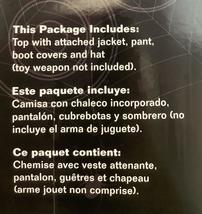 This Package Includes:
Top with attached jacket, pant,
boot covers and hat
(toy weapon not included).
Este paquete incluye:
Camisa con chaleco incorporado,
pantalón, cubrebotas y sombrero (no
incluye el arma de juguete).
Ce paquet contient:
Chemise avec veste attenante,
pantalon, guêtres et chapeau
(arme jouet non comprise).